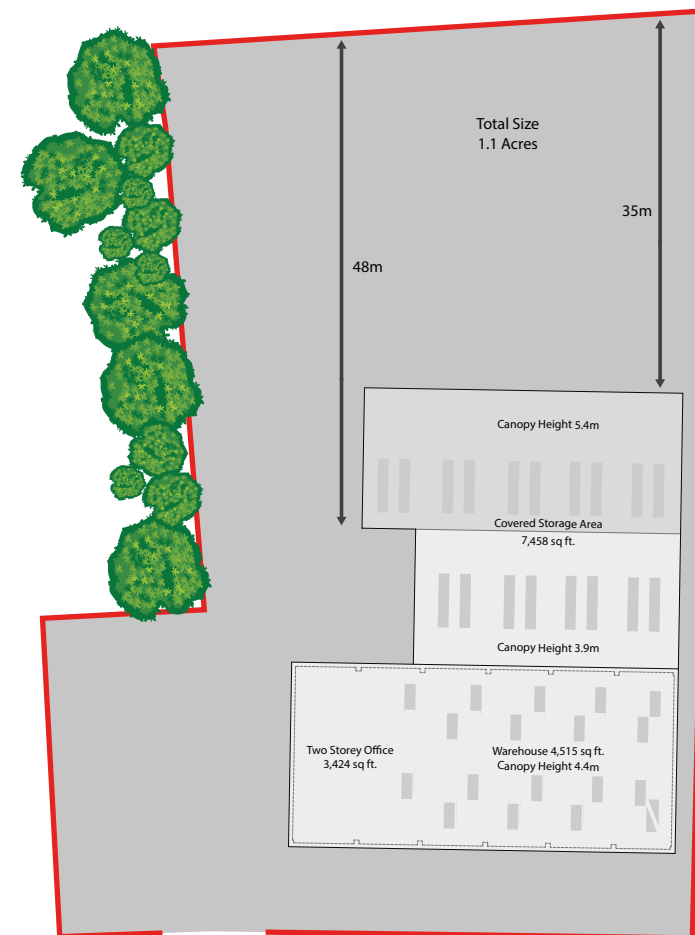 Total Size
1.1 Acres
35m
48m
Canopy Height 5.4m
Covered Storage Area
7,458 sq ft.
Canopy Height 3.9m
Two Storey Office
3,424 sq ft.
Warehouse 4,515 sq ft.
Canopy Height 4.4m